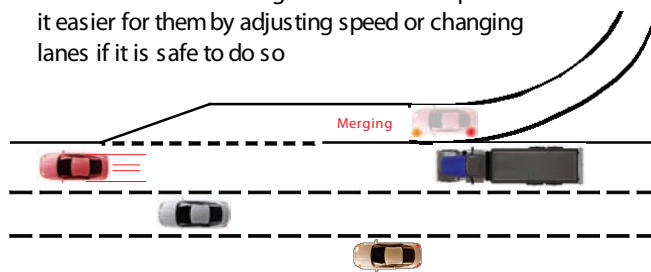 it easier for them by adjusting speed or changing
lanes if it is safe to do so
Merging